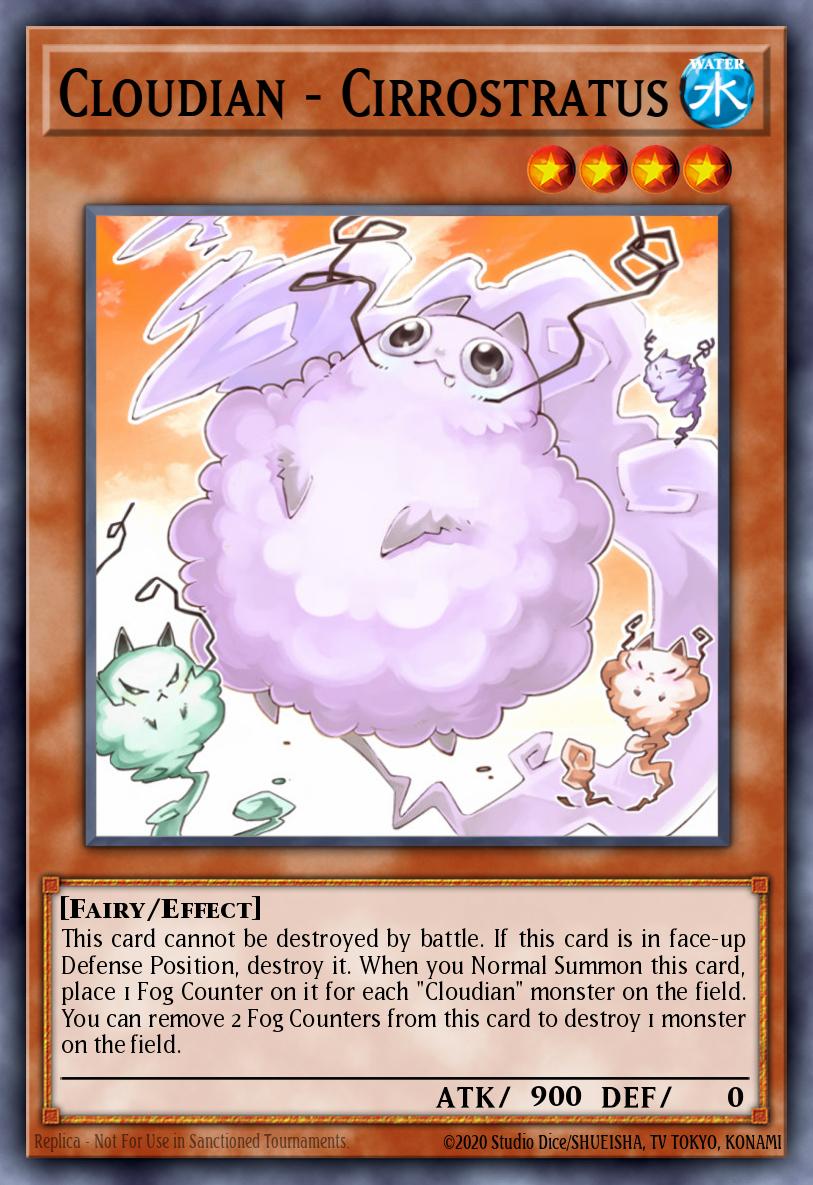 Cloudian - Cirrostratus
WATER
水
[Fairy/Effect]
This card cannot be destroyed by battle. If this card is in face-up
Defense Position, destroy it. When you Normal Summon this card,
place 1 Fog Counter on it for each "Cloudian" monster on the field.
You can remove 2 Fog Counters from this card to destroy 1 monster
on the field.
ATK/ 900 DEF/ 0
Replica - Not For Use in Sanctioned Tournaments.
©2020 Studio Dice/SHUEISHA, TV TOKYO, KONAMI